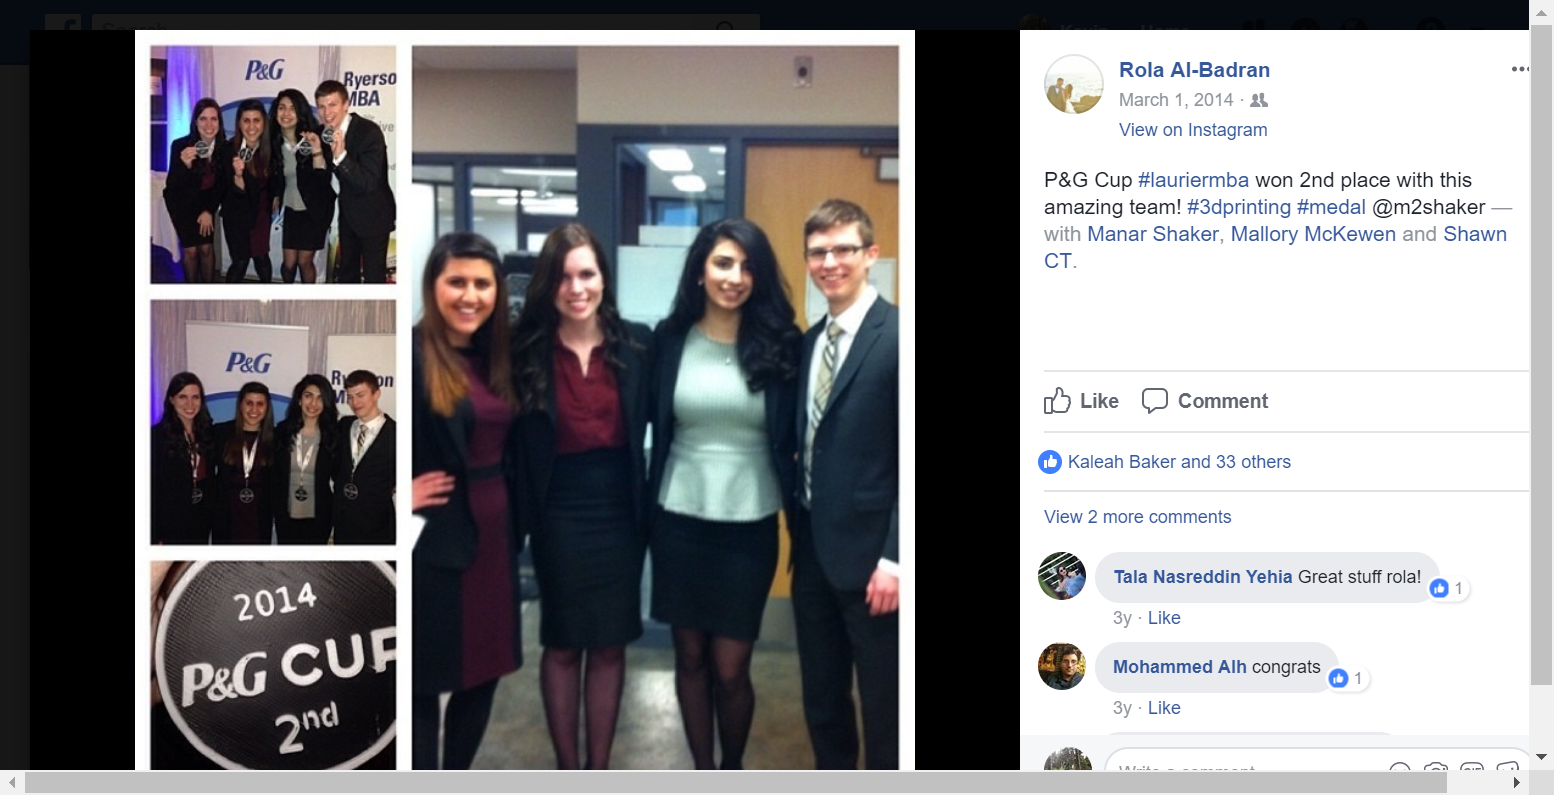 P&G
Ryerso
MBA
P&G
2014
P&G CUP
2nd
Rola Al-Badran
March 1, 2014 ·
View on Instagram
P&G Cup #lauriermba won 2nd place with this
amazing team! #3dprinting #medal @m2shaker —
with Manar Shaker, Mallory McKewen and Shawn
CT.
Like Comment
Kaleah Baker and 33 others
View 2 more comments
Tala Nasreddin Yehia Great stuff rola!
1
3y · Like
Mohammed Alh congrats
1
3y · Like
Write a comment